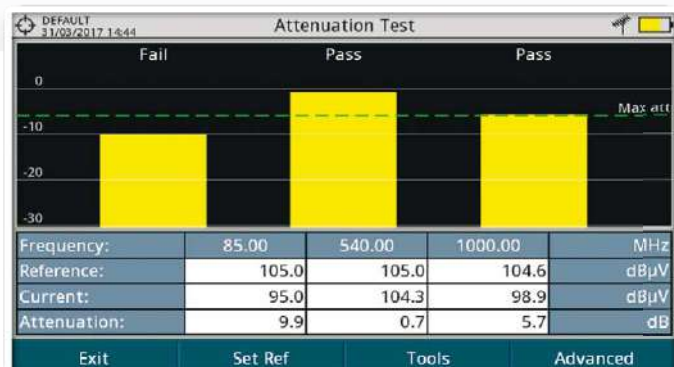 DEFAULT
31/03/2017 14:44
Attenuation Test
Fail Pass Pass
0
Max att
-10
-20
-30
Frequency: 85.00 540.00 1000.00 MHz
Reference: 105.0 105.0 104.6 dBµV
Current: 95.0 104.3 98.9 dBµV
Attenuation: 9.9 0.7 5.7 dB
Exit Set Ref Tools Advanced